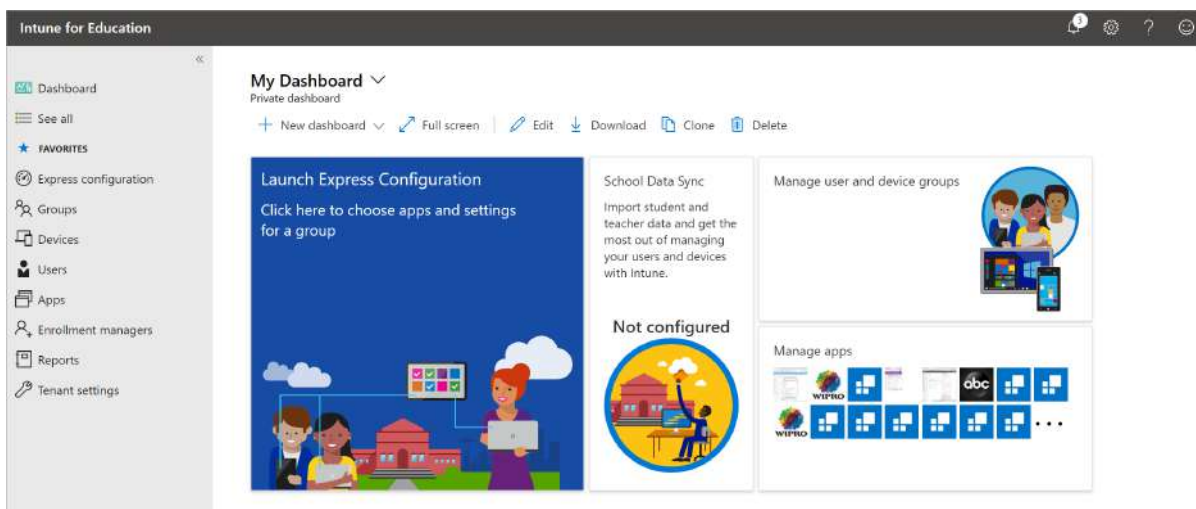 Intune for Education
3
?
«
Dashboard
See all
FAVORITES
Express configuration
Groups
Devices
Users
Apps
Enrollment managers
Reports
Tenant settings
My Dashboard
Private dashboard
New dashboard
Full screen
Edit
Download
Clone
Delete
Launch Express Configuration
Click here to choose apps and settings
for a group
School Data Sync
Import student and
teacher data and get the
most out of managing
your users and devices
with Intune.
Not configured
Manage user and device groups
Manage apps
WIPRO
abc
WIPRO
...